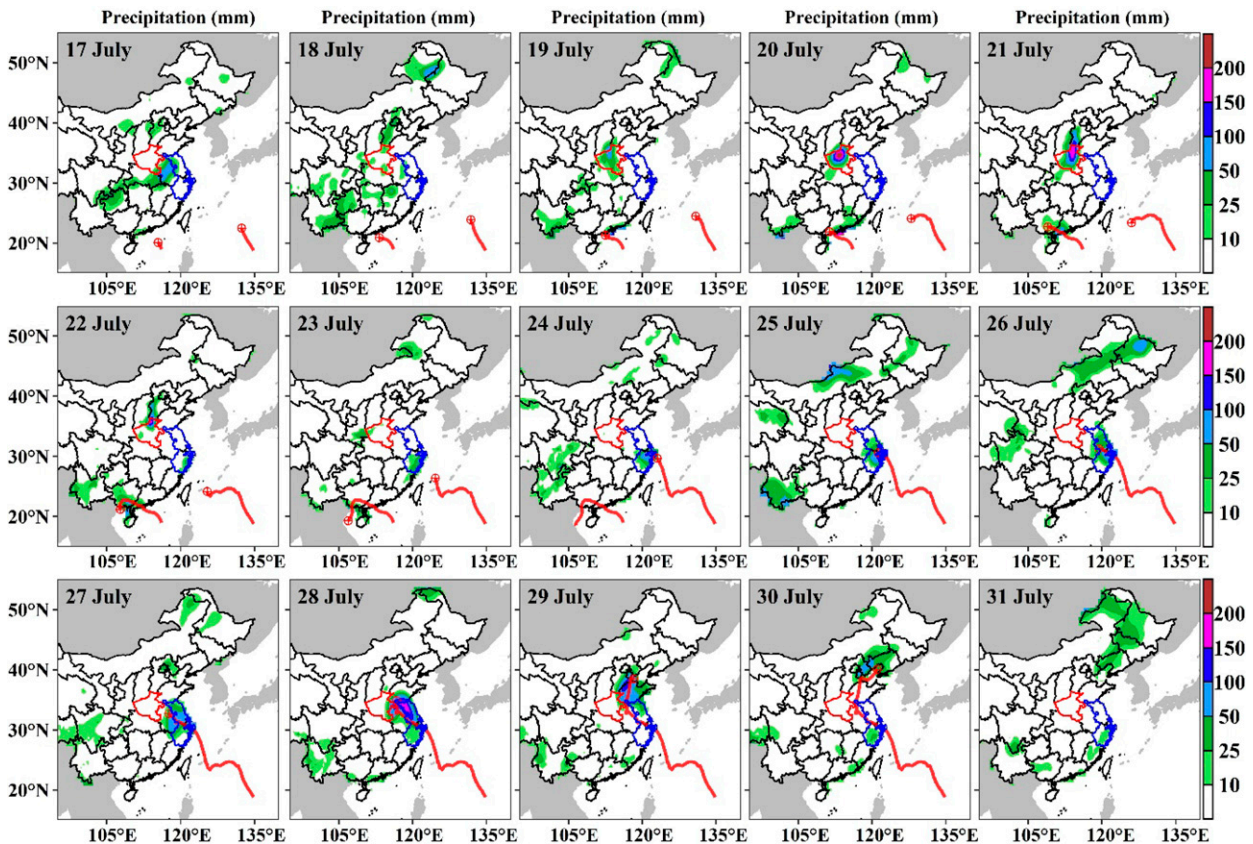 Precipitation (mm) Precipitation (mm) Precipitation (mm) Precipitation (mm) Precipitation (mm)
17 July 18 July 19 July 20 July 21 July
50°N
40°N
30°N
20°N
200
150
100
50
25
10
105°E 120°E 135°E 105°E 120°E 135°E 105°E 120°E 135°E 105°E 120°E 135°E 105°E 120°E 135°E
22 July 23 July 24 July 25 July 26 July
50°N
40°N
30°N
20°N
200
150
100
50
25
10
105°E 120°E 135°E 105°E 120°E 135°E 105°E 120°E 135°E 105°E 120°E 135°E 105°E 120°E 135°E
27 July 28 July 29 July 30 July 31 July
50°N
40°N
30°N
20°N
200
150
100
50
25
10
105°E 120°E 135°E 105°E 120°E 135°E 105°E 120°E 135°E 105°E 120°E 135°E 105°E 120°E 135°E